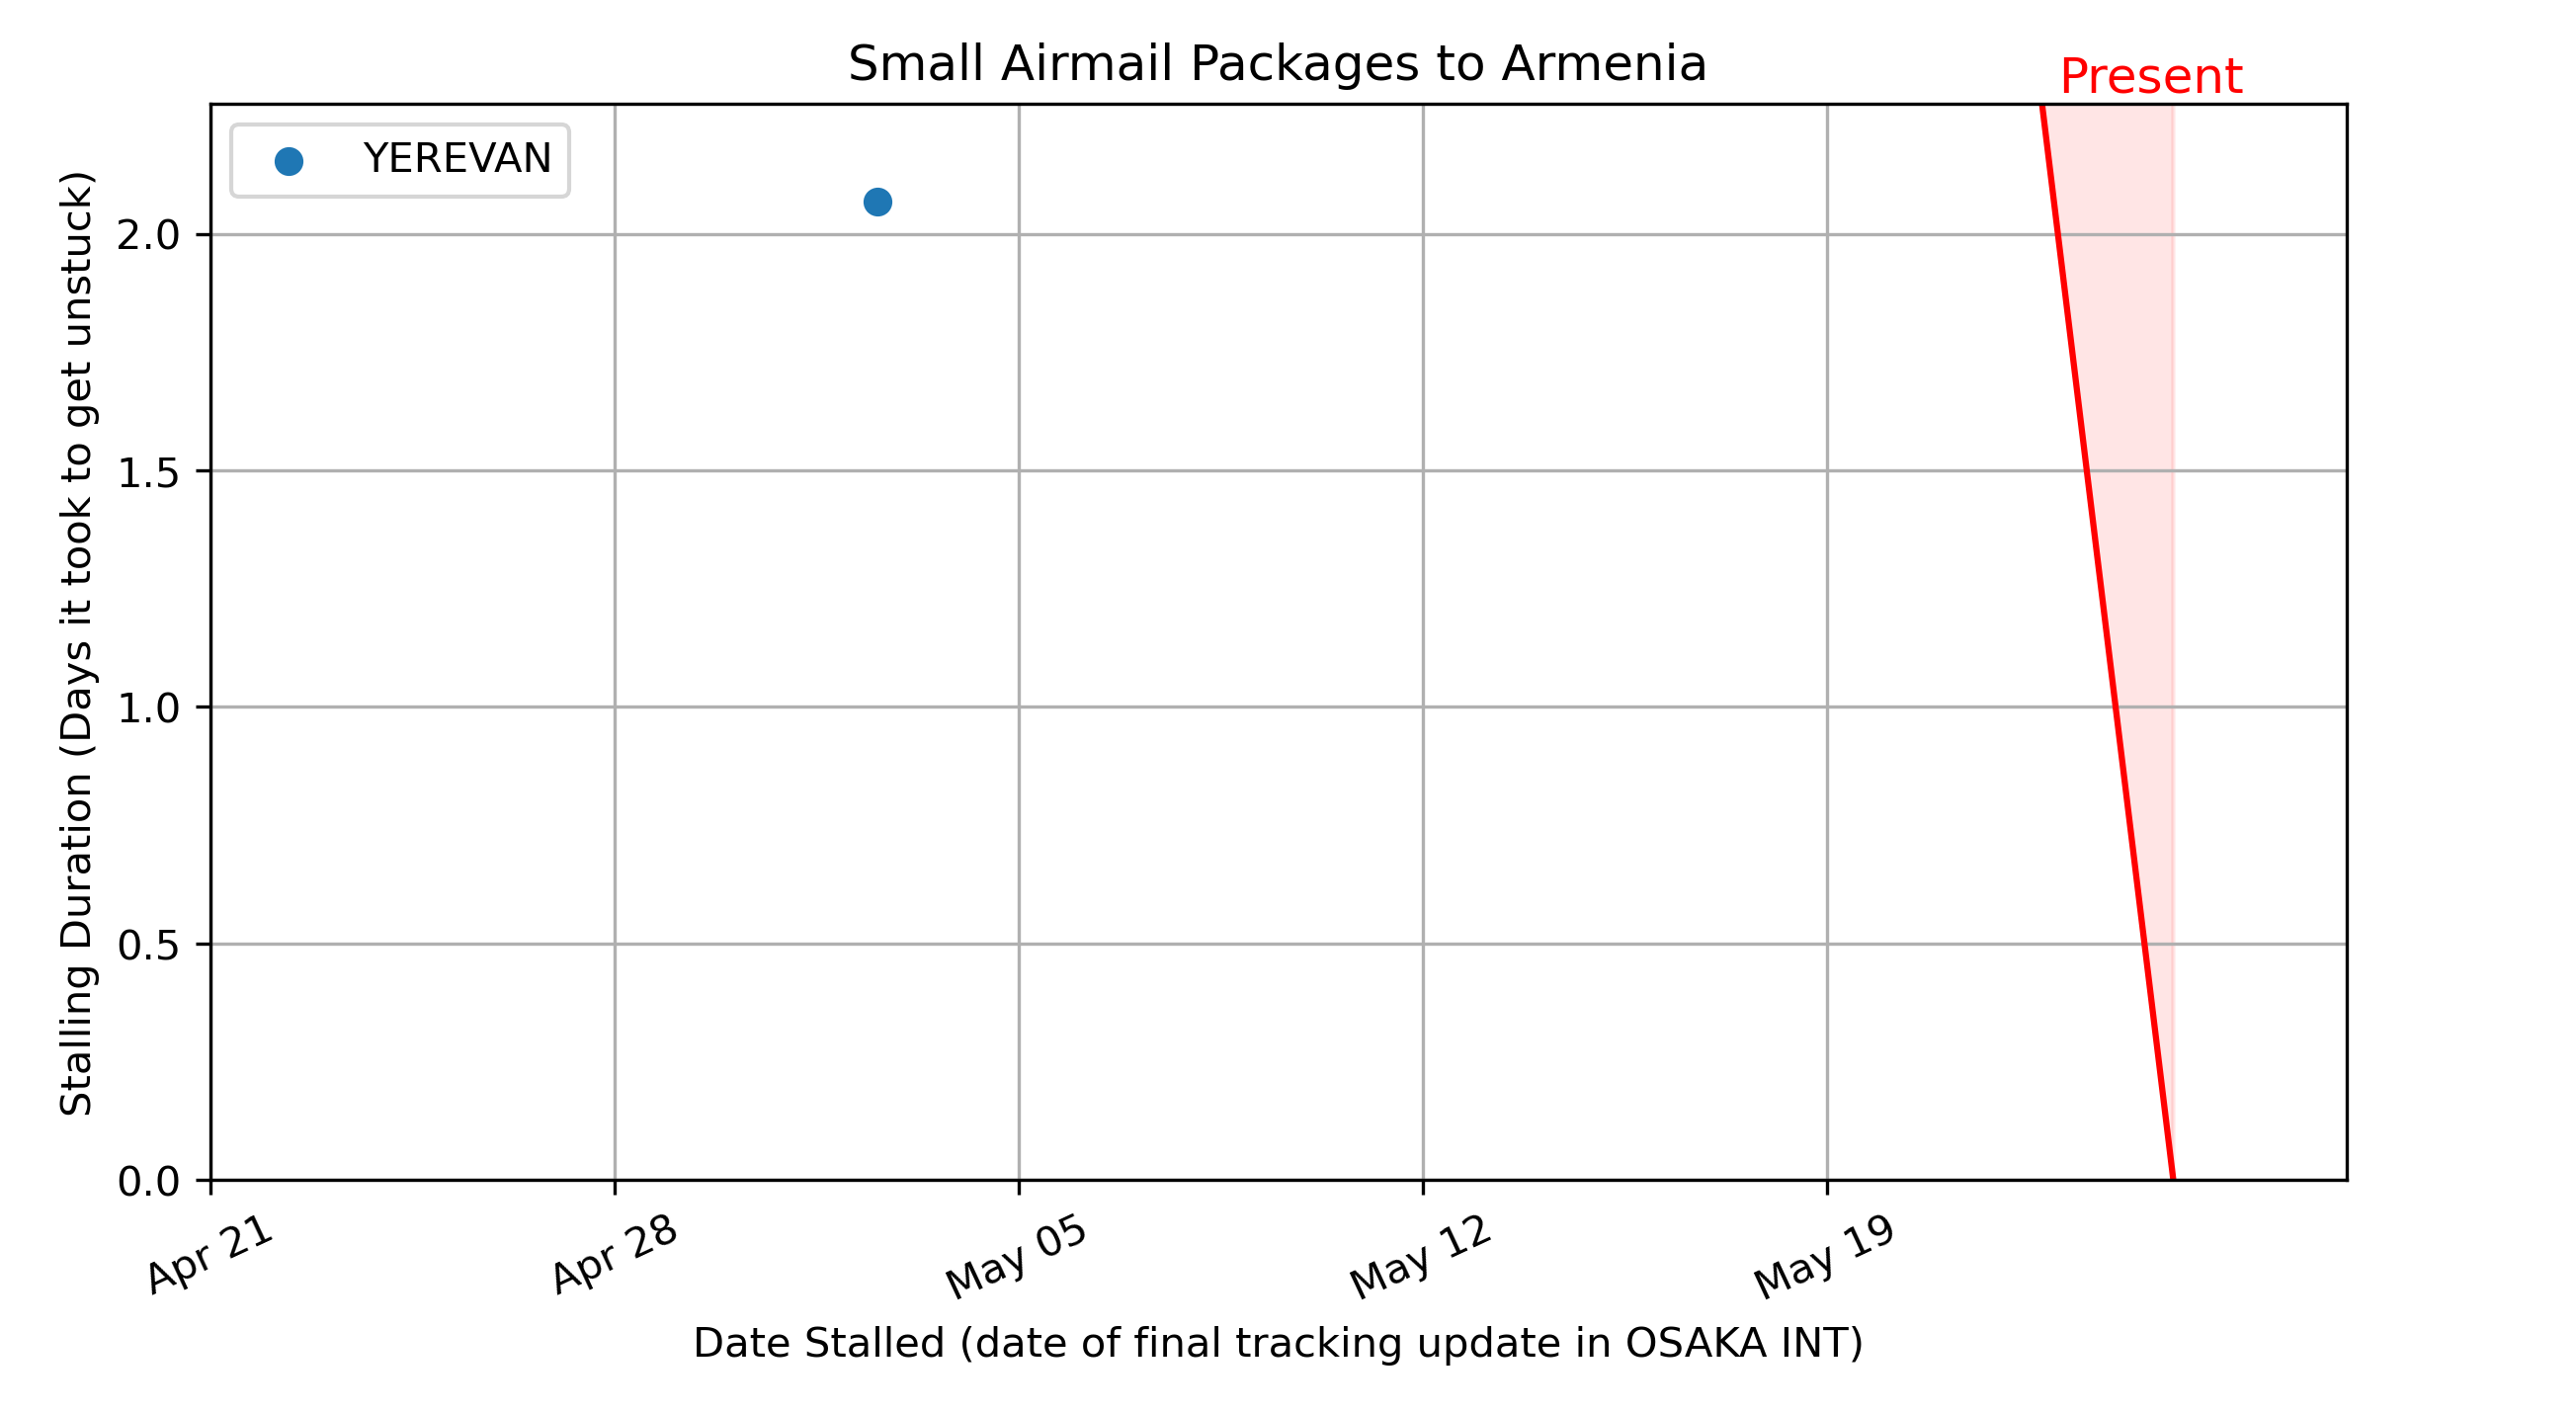 Small Airmail Packages to Armenia
Present
YEREVAN
Stalling Duration (Days it took to get unstuck)
2.0
1.5
1.0
0.5
0.0
Apr 21
Apr 28
May 05
May 12
May 19
Date Stalled (date of final tracking update in OSAKA INT)